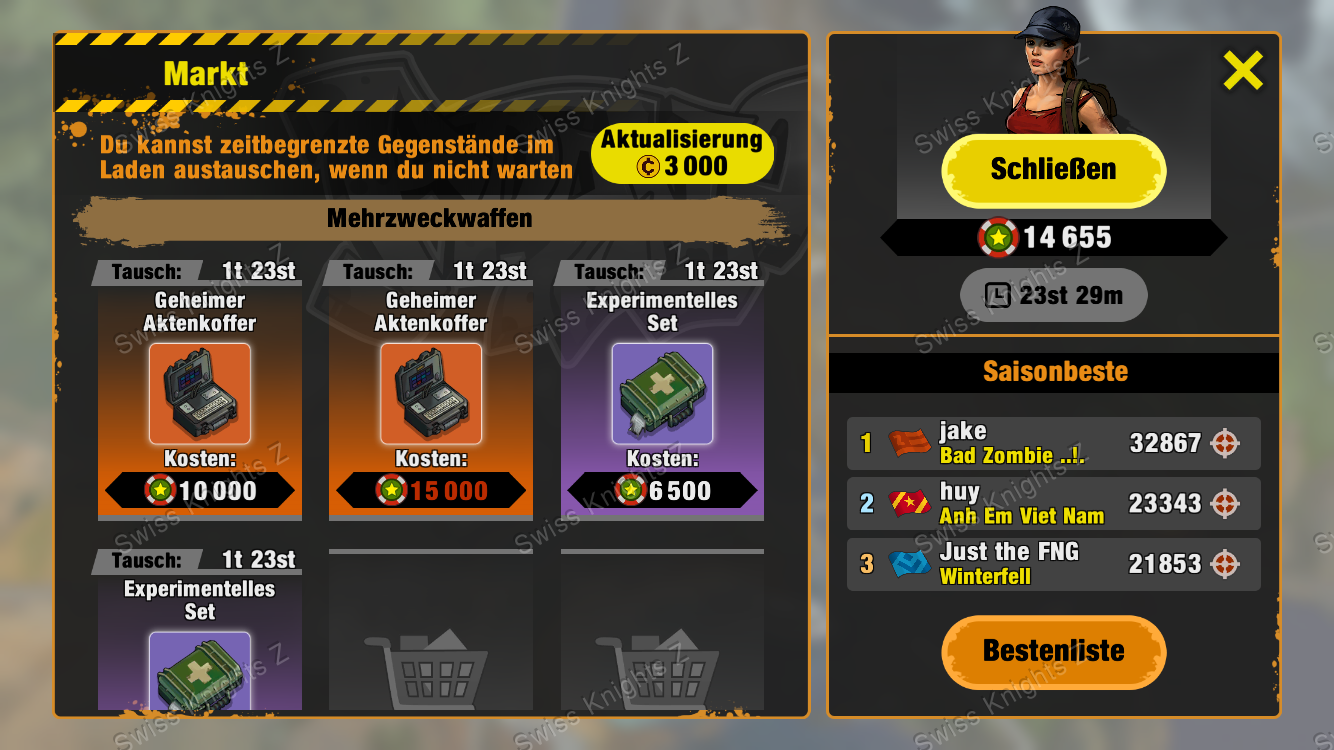 Markt
Du kannst zeitbegrenzte Gegenstände im
Laden austauschen, wenn du nicht warten
Aktualisierung
3 000
Mehrzweckwaffen
Tausch: 1t 23st
Geheimer
Aktenkoffer
Kosten:
10 000
Tausch: 1t 23st
Geheimer
Aktenkoffer
Kosten:
15 000
Tausch: 1t 23st
Experimentelles
Set
Kosten:
6 500
Tausch: 1t 23st
Experimentelles
Set
Schließen
14 655
23st 29m
Saisonbeste
1 jake 32867
Bad Zombie ..!.
2 huy 23343
Anh Em Viet Nam
3 Just the FNG 21853
Winterfell
Bestenliste
Swiss Knights Z